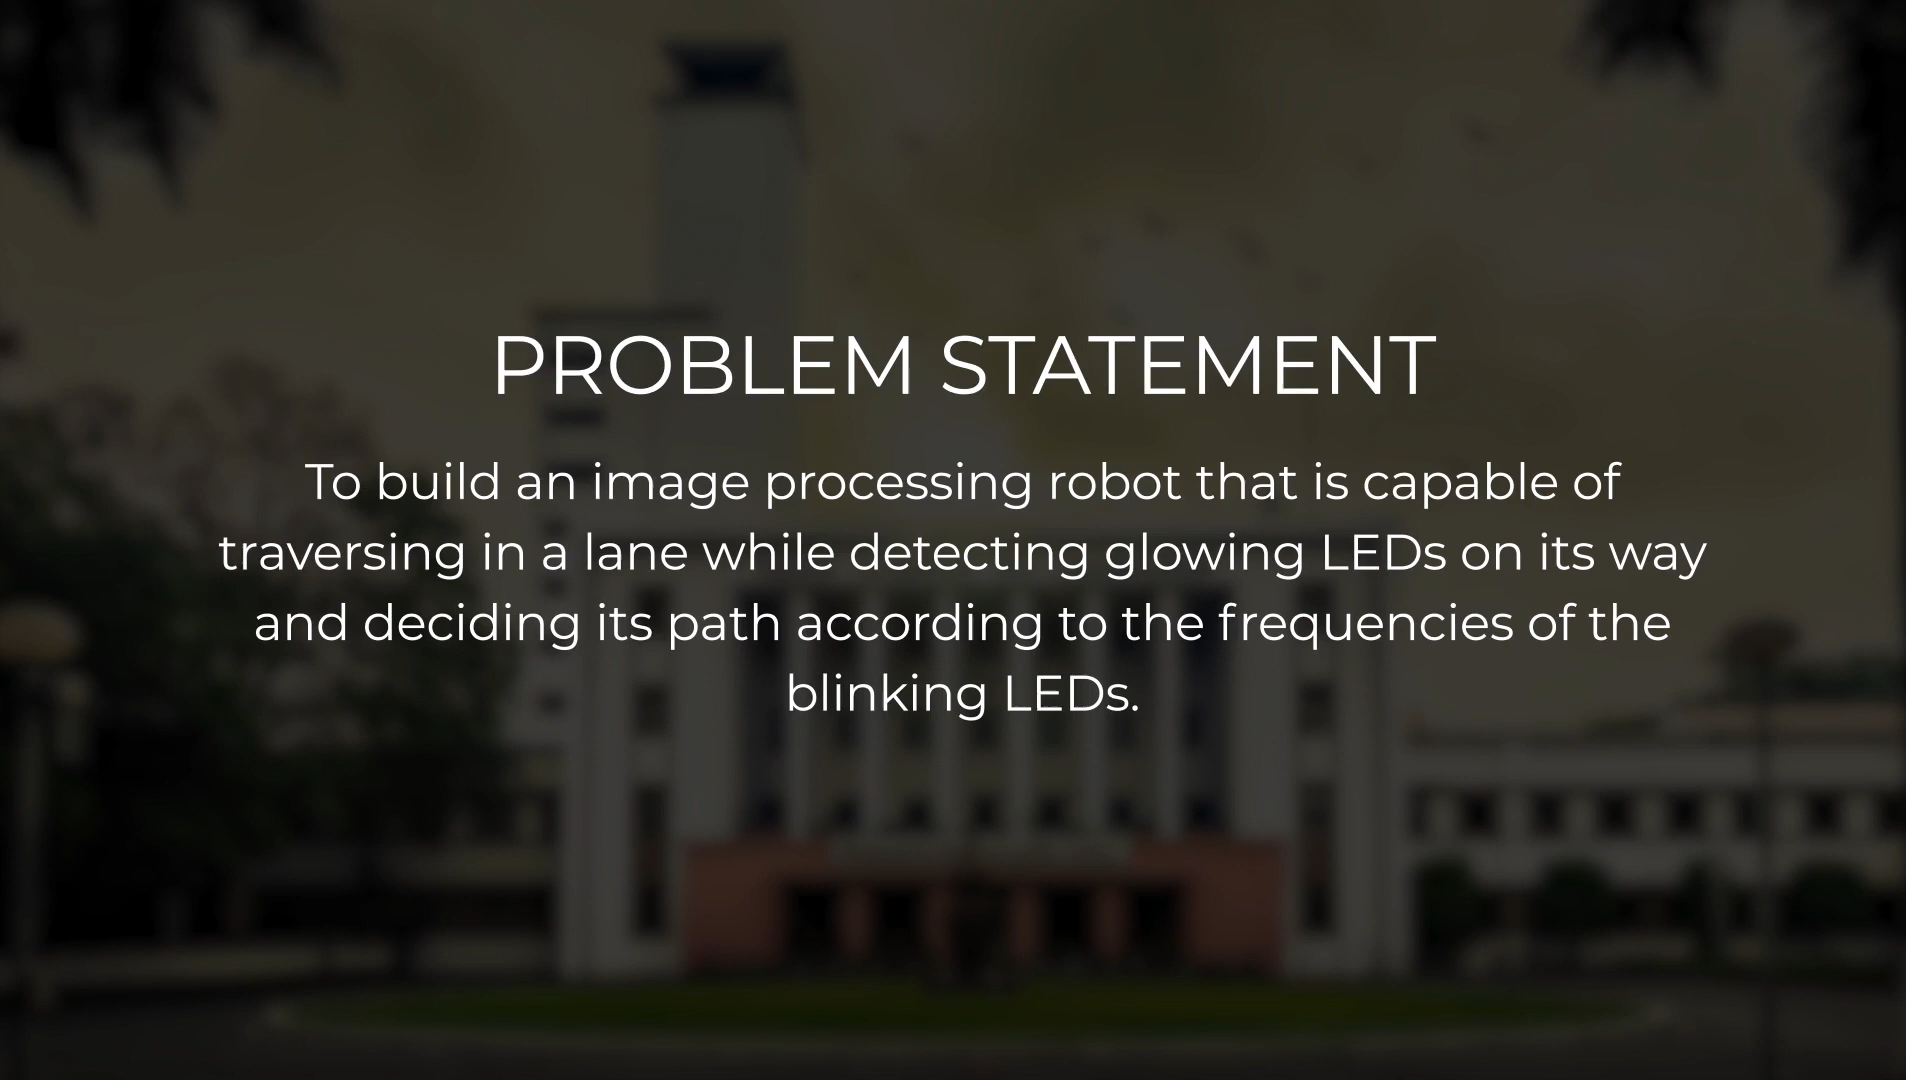 PROBLEM STATEMENT
To build an image processing robot that is capable of
traversing in a lane while detecting glowing LEDs on its way
and deciding its path according to the frequencies of the
blinking LEDs.